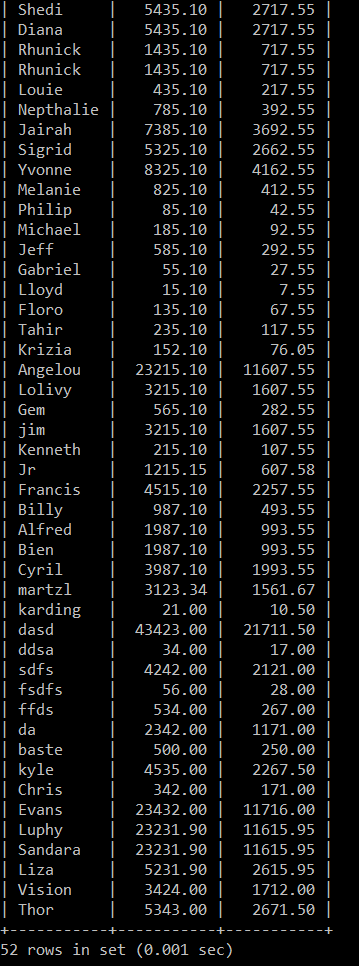 | Shedi     |   5435.10 |   2717.55 |
| Diana     |   5435.10 |   2717.55 |
| Rhunick   |   1435.10 |    717.55 |
| Rhunick   |   1435.10 |    717.55 |
| Louie     |    435.10 |    217.55 |
| Nepthalie |    785.10 |    392.55 |
| Jairah    |   7385.10 |   3692.55 |
| Sigrid    |   5325.10 |   2662.55 |
| Yvonne    |   8325.10 |   4162.55 |
| Melanie   |    825.10 |    412.55 |
| Philip    |     85.10 |     42.55 |
| Michael   |    185.10 |     92.55 |
| Jeff      |    585.10 |    292.55 |
| Gabriel   |     55.10 |     27.55 |
| Lloyd     |     15.10 |      7.55 |
| Floro     |    135.10 |     67.55 |
| Tahir     |    235.10 |    117.55 |
| Krizia    |    152.10 |     76.05 |
| Angelou   |  23215.10 |  11607.55 |
| Lolivy    |   3215.10 |   1607.55 |
| Gem       |    565.10 |    282.55 |
| jim       |   3215.10 |   1607.55 |
| Kenneth   |    215.10 |    107.55 |
| Jr        |   1215.15 |    607.58 |
| Francis   |   4515.10 |   2257.55 |
| Billy     |    987.10 |    493.55 |
| Alfred    |   1987.10 |    993.55 |
| Bien      |   1987.10 |    993.55 |
| Cyril     |   3987.10 |   1993.55 |
| martzl    |   3123.34 |   1561.67 |
| karding   |     21.00 |     10.50 |
| dasd      |  43423.00 |  21711.50 |
| ddsa      |     34.00 |     17.00 |
| sdfs      |   4242.00 |   2121.00 |
| fsdfs     |     56.00 |     28.00 |
| ffds      |    534.00 |    267.00 |
| da        |   2342.00 |   1171.00 |
| baste     |    500.00 |    250.00 |
| kyle      |   4535.00 |   2267.50 |
| Chris     |    342.00 |    171.00 |
| Evans     |  23432.00 |  11716.00 |
| Luphy     |  23231.90 |  11615.95 |
| Sandara   |  23231.90 |  11615.95 |
| Liza      |   5231.90 |   2615.95 |
| Vision    |   3424.00 |   1712.00 |
| Thor      |   5343.00 |   2671.50 |
+-----------+-----------+-----------+
52 rows in set (0.001 sec)